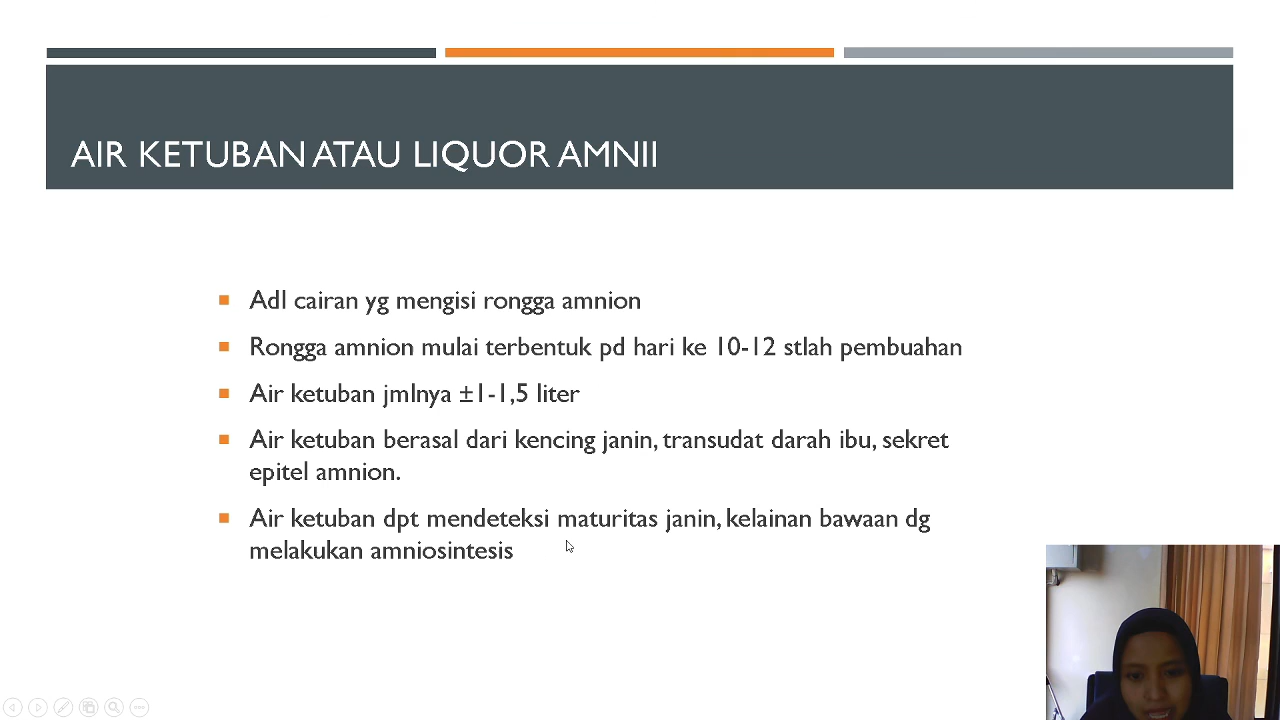 AIR KETUBAN ATAU LIQUOR AMNII
Adl cairan yg mengisi rongga amnion
Rongga amnion mulai terbentuk pd hari ke 10-12 stlah pembuahan
Air ketuban jmlnya ±1-1,5 liter
Air ketuban berasal dari kencing janin, transudat darah ibu, sekret
epitel amnion.
Air ketuban dpt mendeteksi maturitas janin, kelainan bawaan dg
melakukan amniosintesis